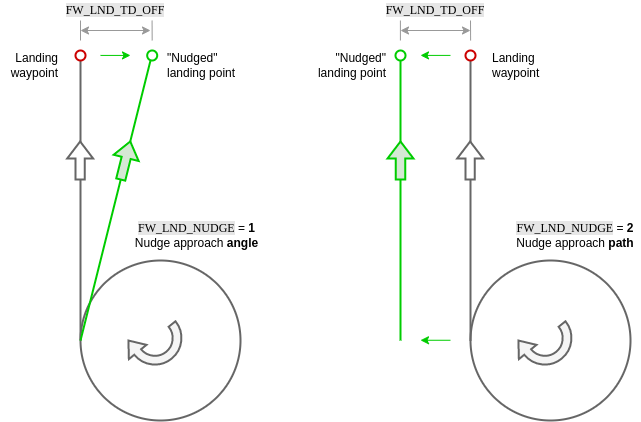 FW_LND_TD_OFF
Landing
waypoint
"Nudged"
landing point
FW_LND_NUDGE = 1
Nudge approach angle
FW_LND_TD_OFF
"Nudged"
landing point
Landing
waypoint
FW_LND_NUDGE = 2
Nudge approach path